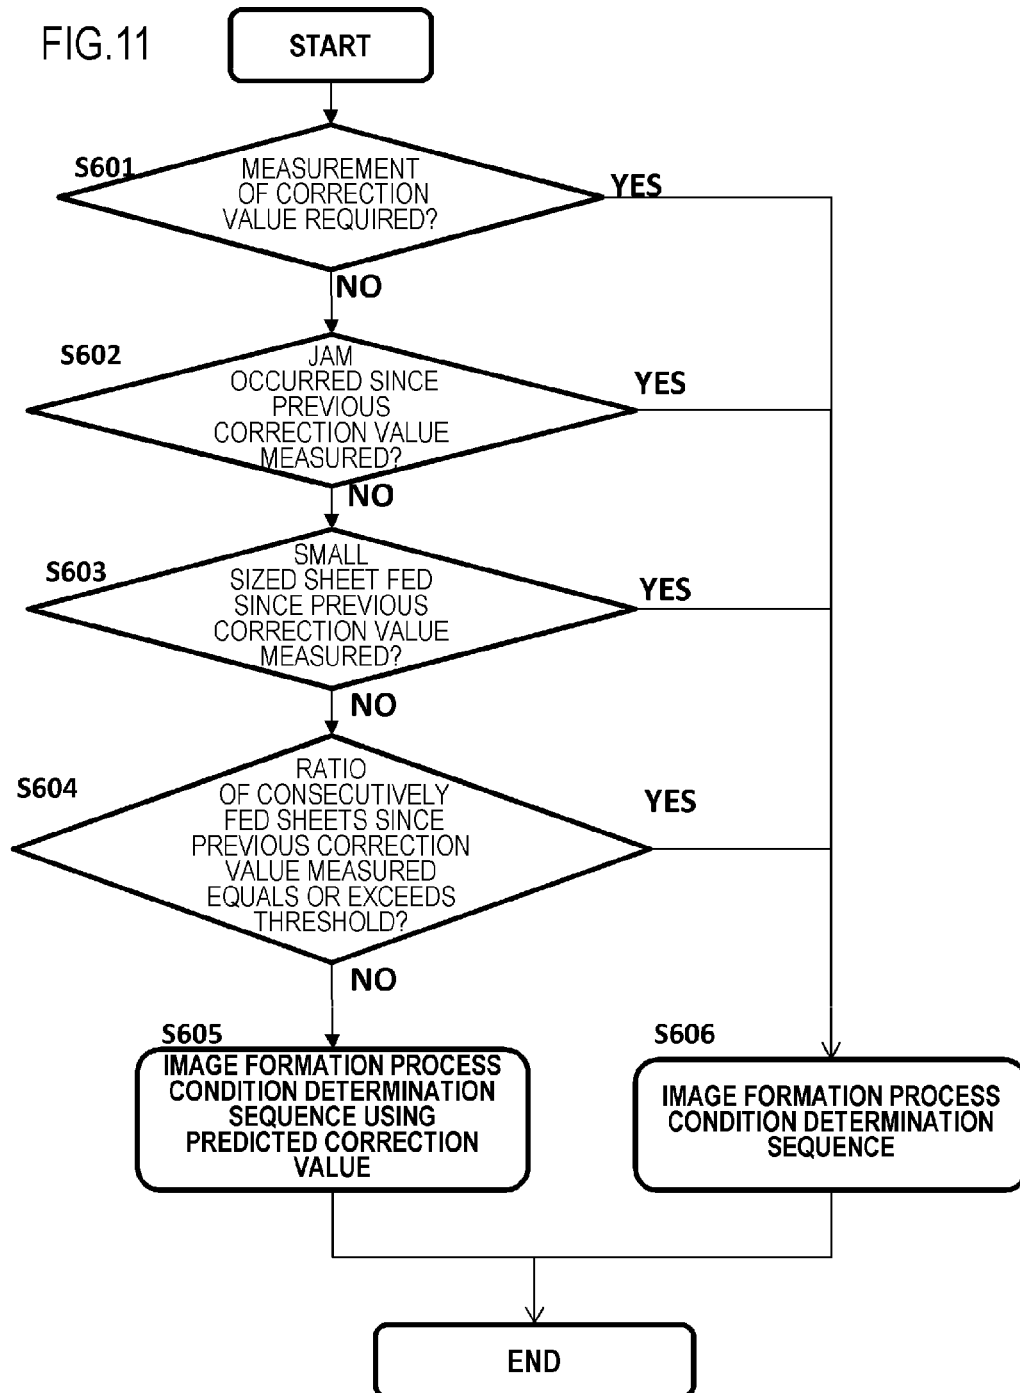 FIG.11
START
S601
MEASUREMENT
OF CORRECTION
VALUE REQUIRED?
YES
NO
S602
JAM
OCCURRED SINCE
PREVIOUS
CORRECTION VALUE
MEASURED?
YES
NO
S603
SMALL
SIZED SHEET FED
SINCE PREVIOUS
CORRECTION VALUE
MEASURED?
YES
NO
S604
RATIO
OF CONSECUTIVELY
FED SHEETS SINCE
PREVIOUS CORRECTION
VALUE MEASURED
EQUALS OR EXCEEDS
THRESHOLD?
YES
NO
S605
IMAGE FORMATION PROCESS
CONDITION DETERMINATION
SEQUENCE USING
PREDICTED CORRECTION
VALUE
S606
IMAGE FORMATION PROCESS
CONDITION DETERMINATION
SEQUENCE
END